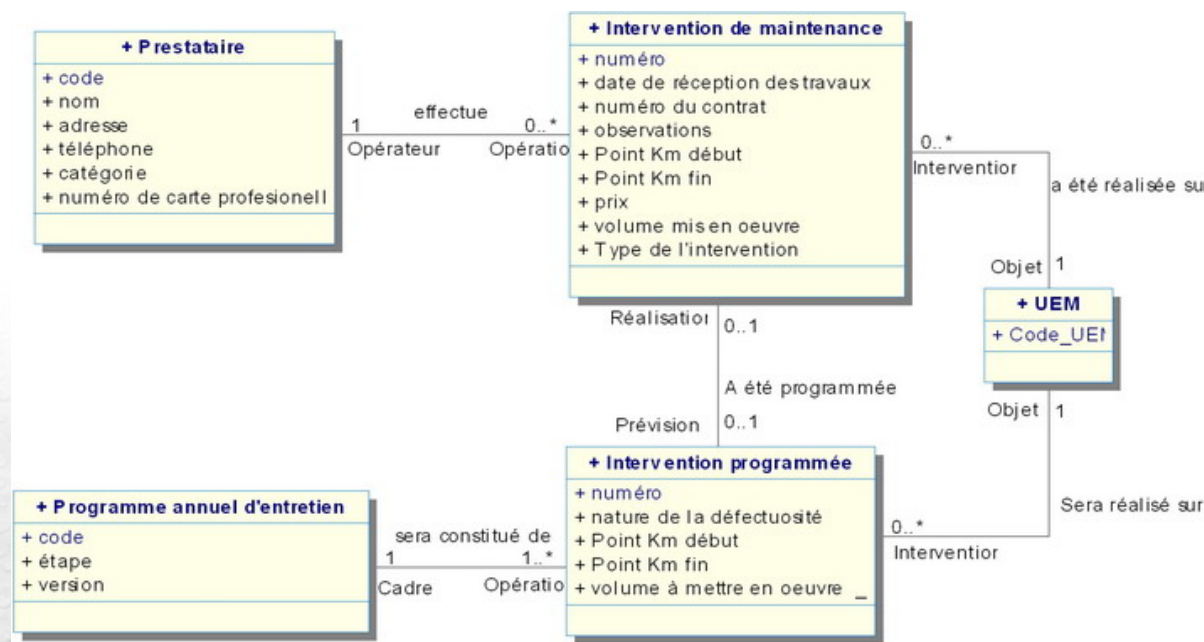 + Prestataire
+ code
+ nom
+ adresse
+ téléphone
+ catégorie
+ numéro de carte profesionell
effectue
1
0..*
Opérateur
Opératio
+ Intervention de maintenance
+ numéro
+ date de réception des travaux
+ numéro du contrat
+ observations
+ Point Km début
+ Point Km fin
+ prix
+ volume mis en oeuvre
+ Type de l'intervention
0..*
Interventior
a été réalisée su
Objet
1
+ UEM
+ Code_UEM
Objet
1
Sera réalisé sur
0..*
Interventior
Réalisatior
0..1
A été programmée
Prévision
0..1
+ Intervention programmée
+ numéro
+ nature de la défectuosité
+ Point Km début
+ Point Km fin
+ volume à mettre en oeuvre _
+ Programme annuel d'entretien
+ code
+ étape
+ version
sera constitué de
1
1..*
Cadre
Opératio